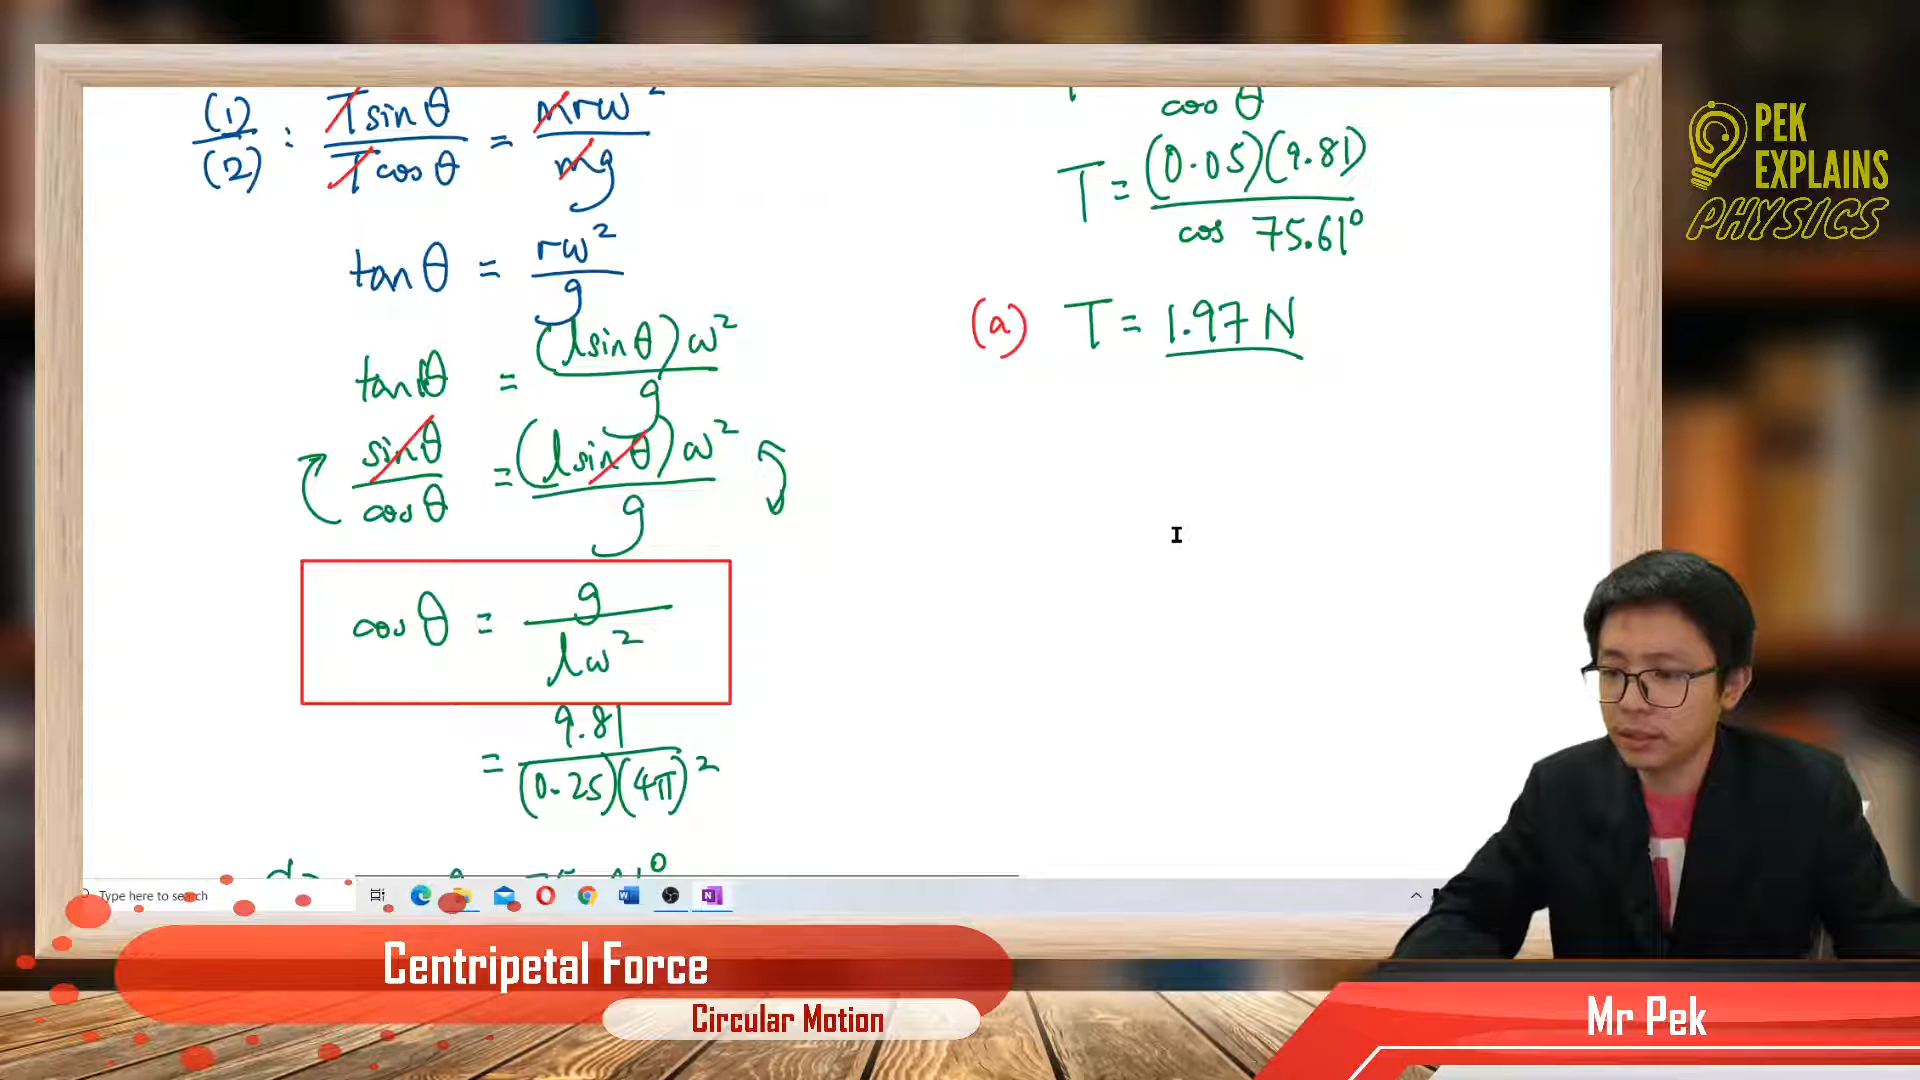 (1)/(2) : T sin θ / T cos θ = mrω² / mg
tan θ = rω² / g
tan θ = (l sin θ) ω² / g
sin θ / cos θ = (l sin θ) ω² / g
cos θ = g / lω²
= 9.81 / (0.25)(4π)²
cos θ
T = (0.05)(9.81) / cos 75.61°
(a) T = 1.97 N
PEK
EXPLAINS
PHYSICS
Type here to search
Centripetal Force
Circular Motion
Mr Pek